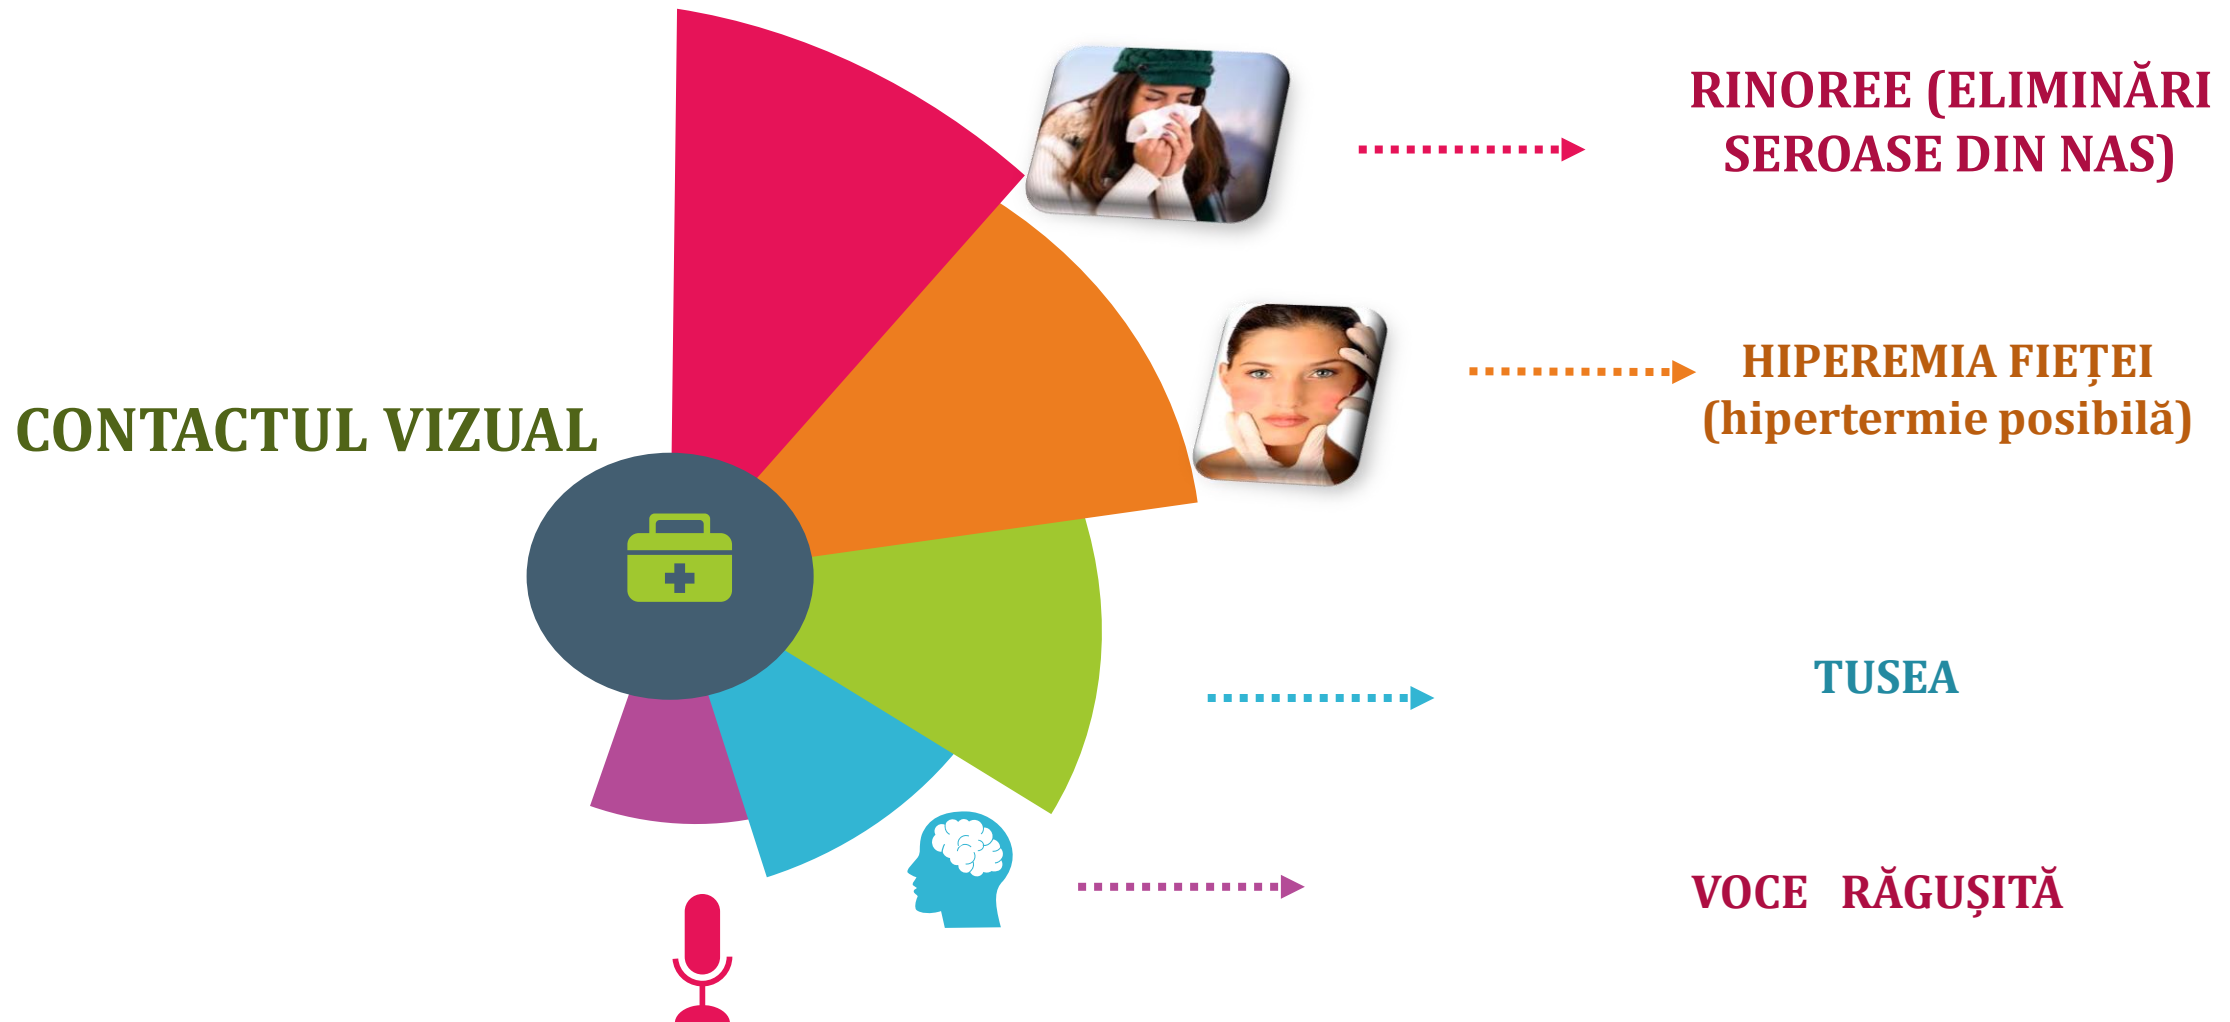 RINOREE (ELIMINĂRI
SEROASE DIN NAS)
HIPEREMIA FIEȚEI
(hipertermie posibilă)
CONTACTUL VIZUAL
TUSEA
VOCE RĂGUȘITĂ